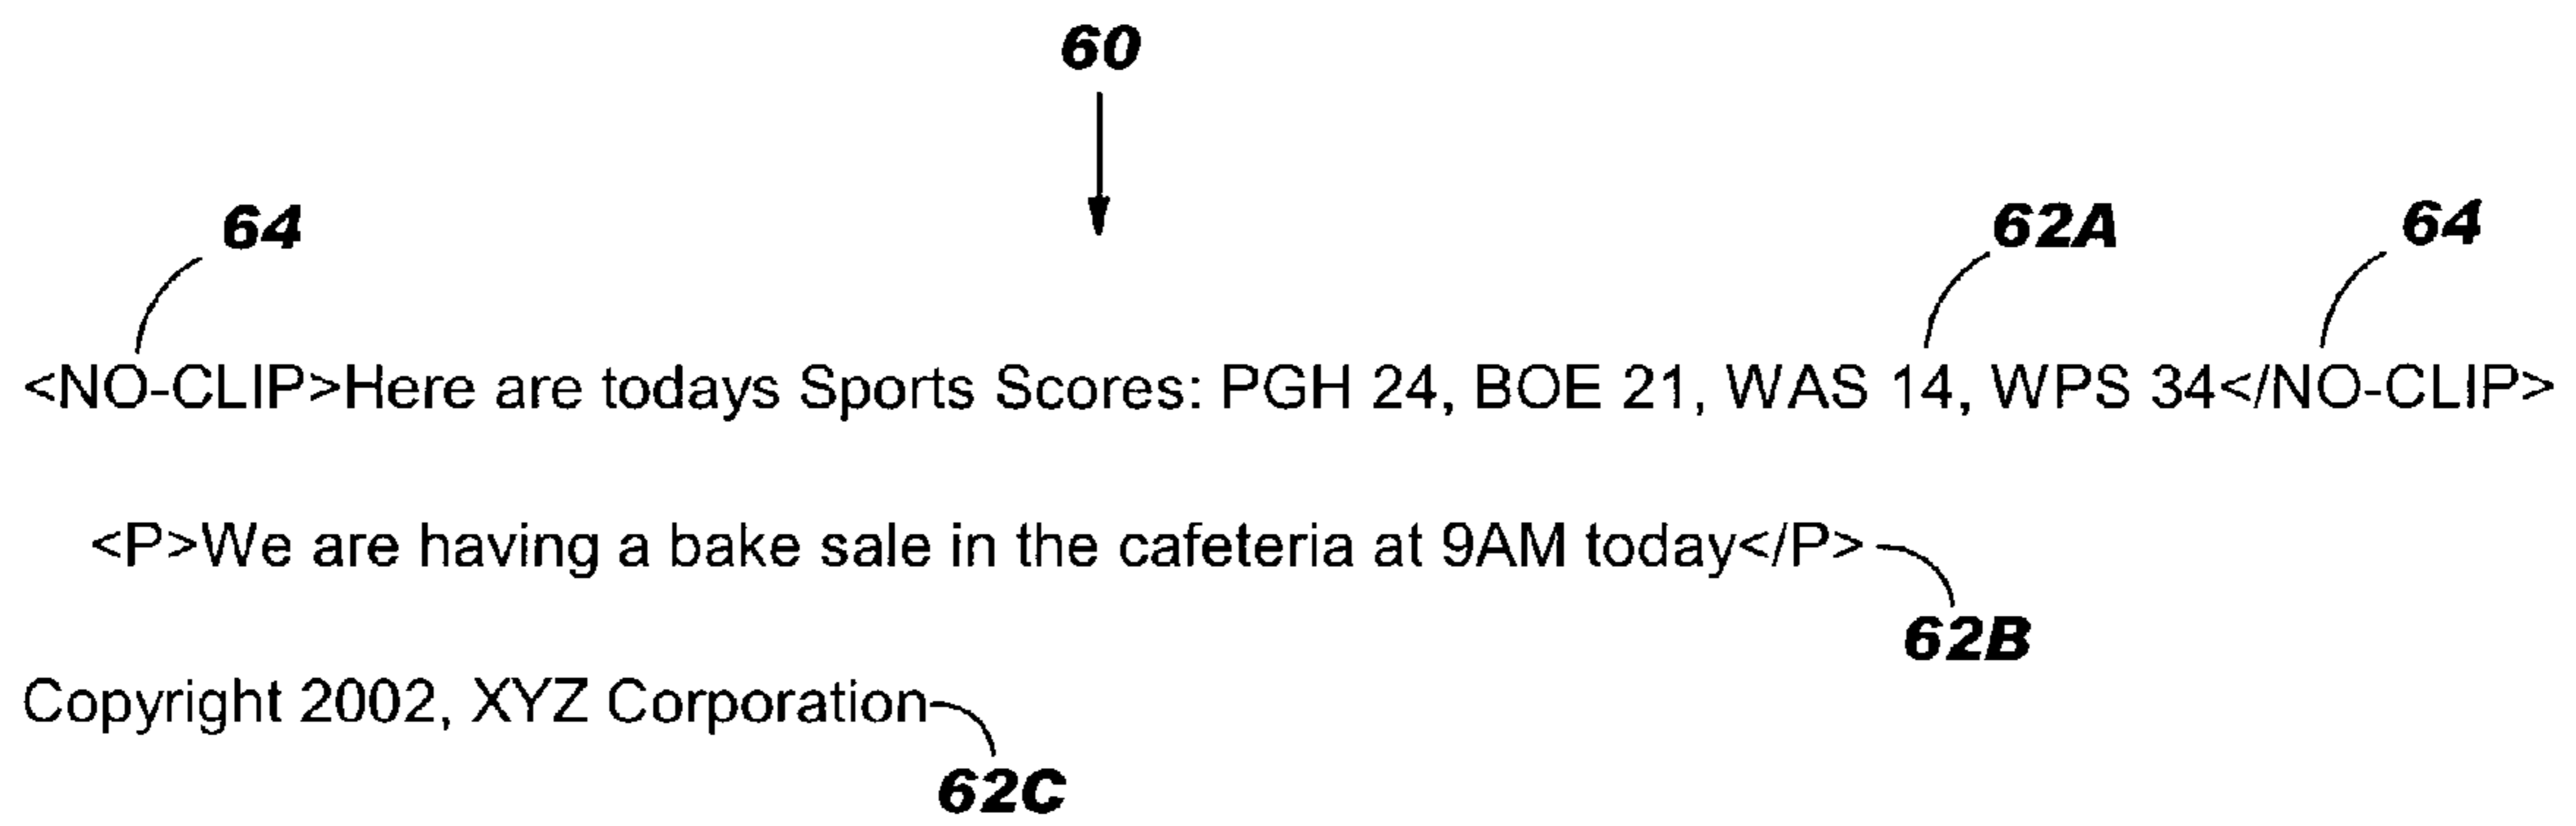 60
64 62A 64
<NO-CLIP>Here are todays Sports Scores: PGH 24, BOE 21, WAS 14, WPS 34</NO-CLIP>
<P>We are having a bake sale in the cafeteria at 9AM today</P>
62B
Copyright 2002, XYZ Corporation
62C